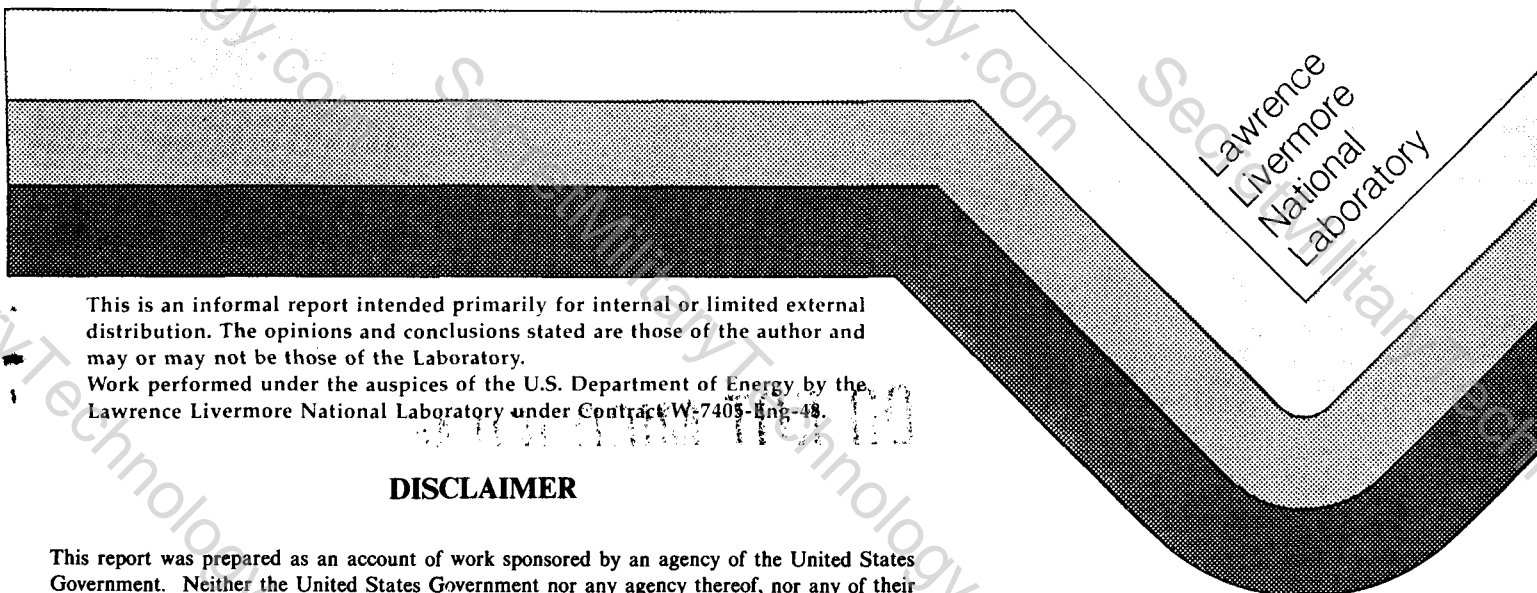 Lawrence
Livermore
National
Laboratory
This is an informal report intended primarily for internal or limited external
distribution. The opinions and conclusions stated are those of the author and
may or may not be those of the Laboratory.
Work performed under the auspices of the U.S. Department of Energy by the
Lawrence Livermore National Laboratory under Contract W-7405-Eng-48.
DISCLAIMER
This report was prepared as an account of work sponsored by an agency of the United States
Government. Neither the United States Government nor any agency thereof, nor any of their
SecretMilitaryTechnology.com